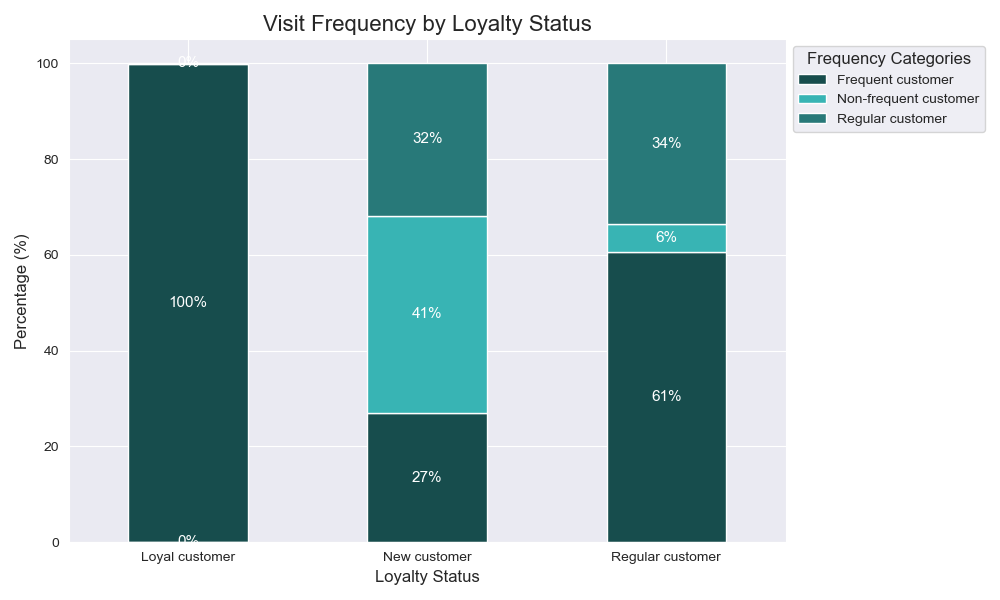 Visit Frequency by Loyalty Status
Frequency Categories
Frequent customer
Non-frequent customer
Regular customer
Percentage (%)
100
80
60
40
20
0
0%
100%
0%
32%
41%
27%
34%
6%
61%
Loyal customer
New customer
Regular customer
Loyalty Status